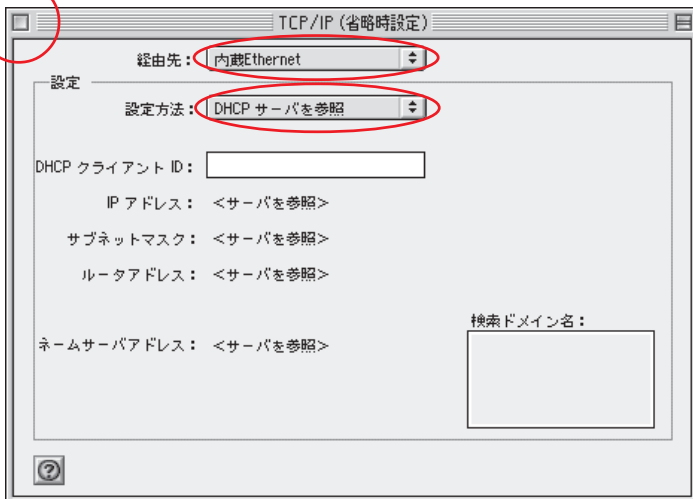 TCP/IP (省略時設定)
経由先： 内蔵Ethernet
設定
設定方法： DHCP サーバを参照
DHCP クライアント ID：
IP アドレス： <サーバを参照>
サブネットマスク： <サーバを参照>
ルータアドレス： <サーバを参照>
検索ドメイン名：
ネームサーバアドレス： <サーバを参照>
?